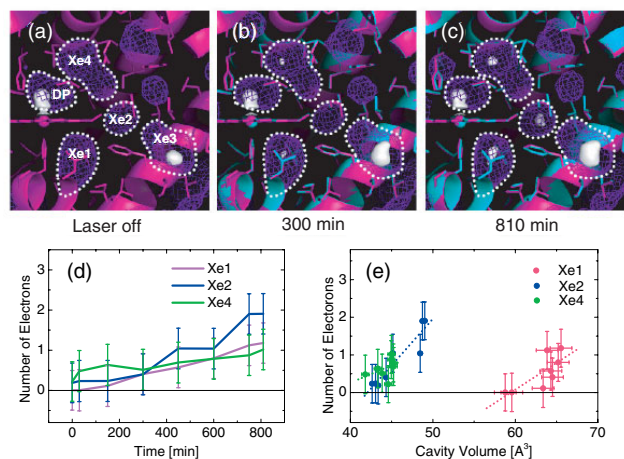 (a)
(b)
(c)
Xe4
DP
Xe2
Xe3
Xe1
Laser off
300 min
810 min
(d)
Xe1
Xe2
Xe4
Number of Electrons
3
2
1
0
0 200 400 600 800
Time [min]
(e)
Xe1
Xe2
Xe4
Number of Electorons
3
2
1
0
40 50 60 70
Cavity Volume [A³]